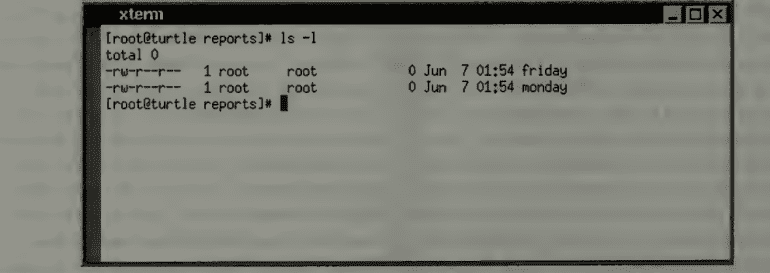 xterm
[root@turtle reports]# ls -l
total 0
-rw-r--r-- 1 root root 0 Jun 7 01:54 friday
-rw-r--r-- 1 root root 0 Jun 7 01:54 monday
[root@turtle reports]#